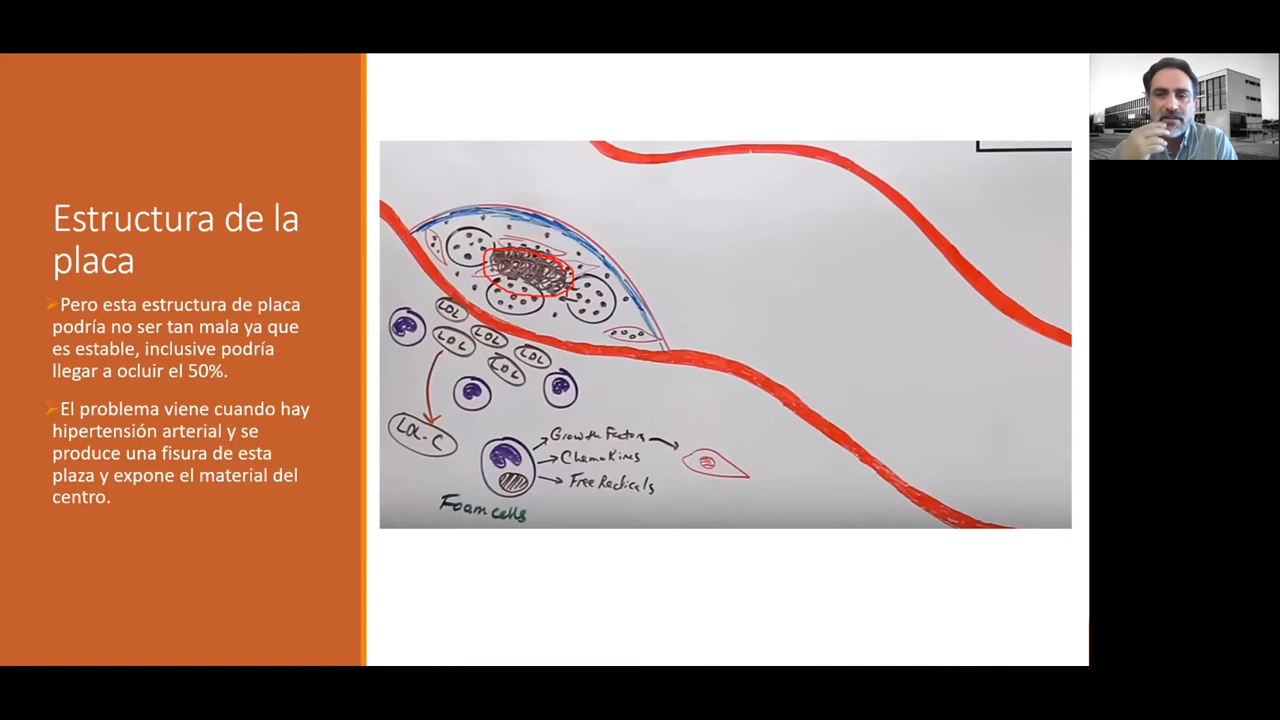 Estructura de la
placa
Pero esta estructura de placa
podría no ser tan mala ya que
es estable, inclusive podría
llegar a ocluir el 50%.
El problema viene cuando hay
hipertensión arterial y se
produce una fisura de esta
plaza y expone el material del
centro.
LDL
LDL
LDL
LDL
LDL
LDL-C
Growth Factors
Chemokines
Free Radicals
Foam cells